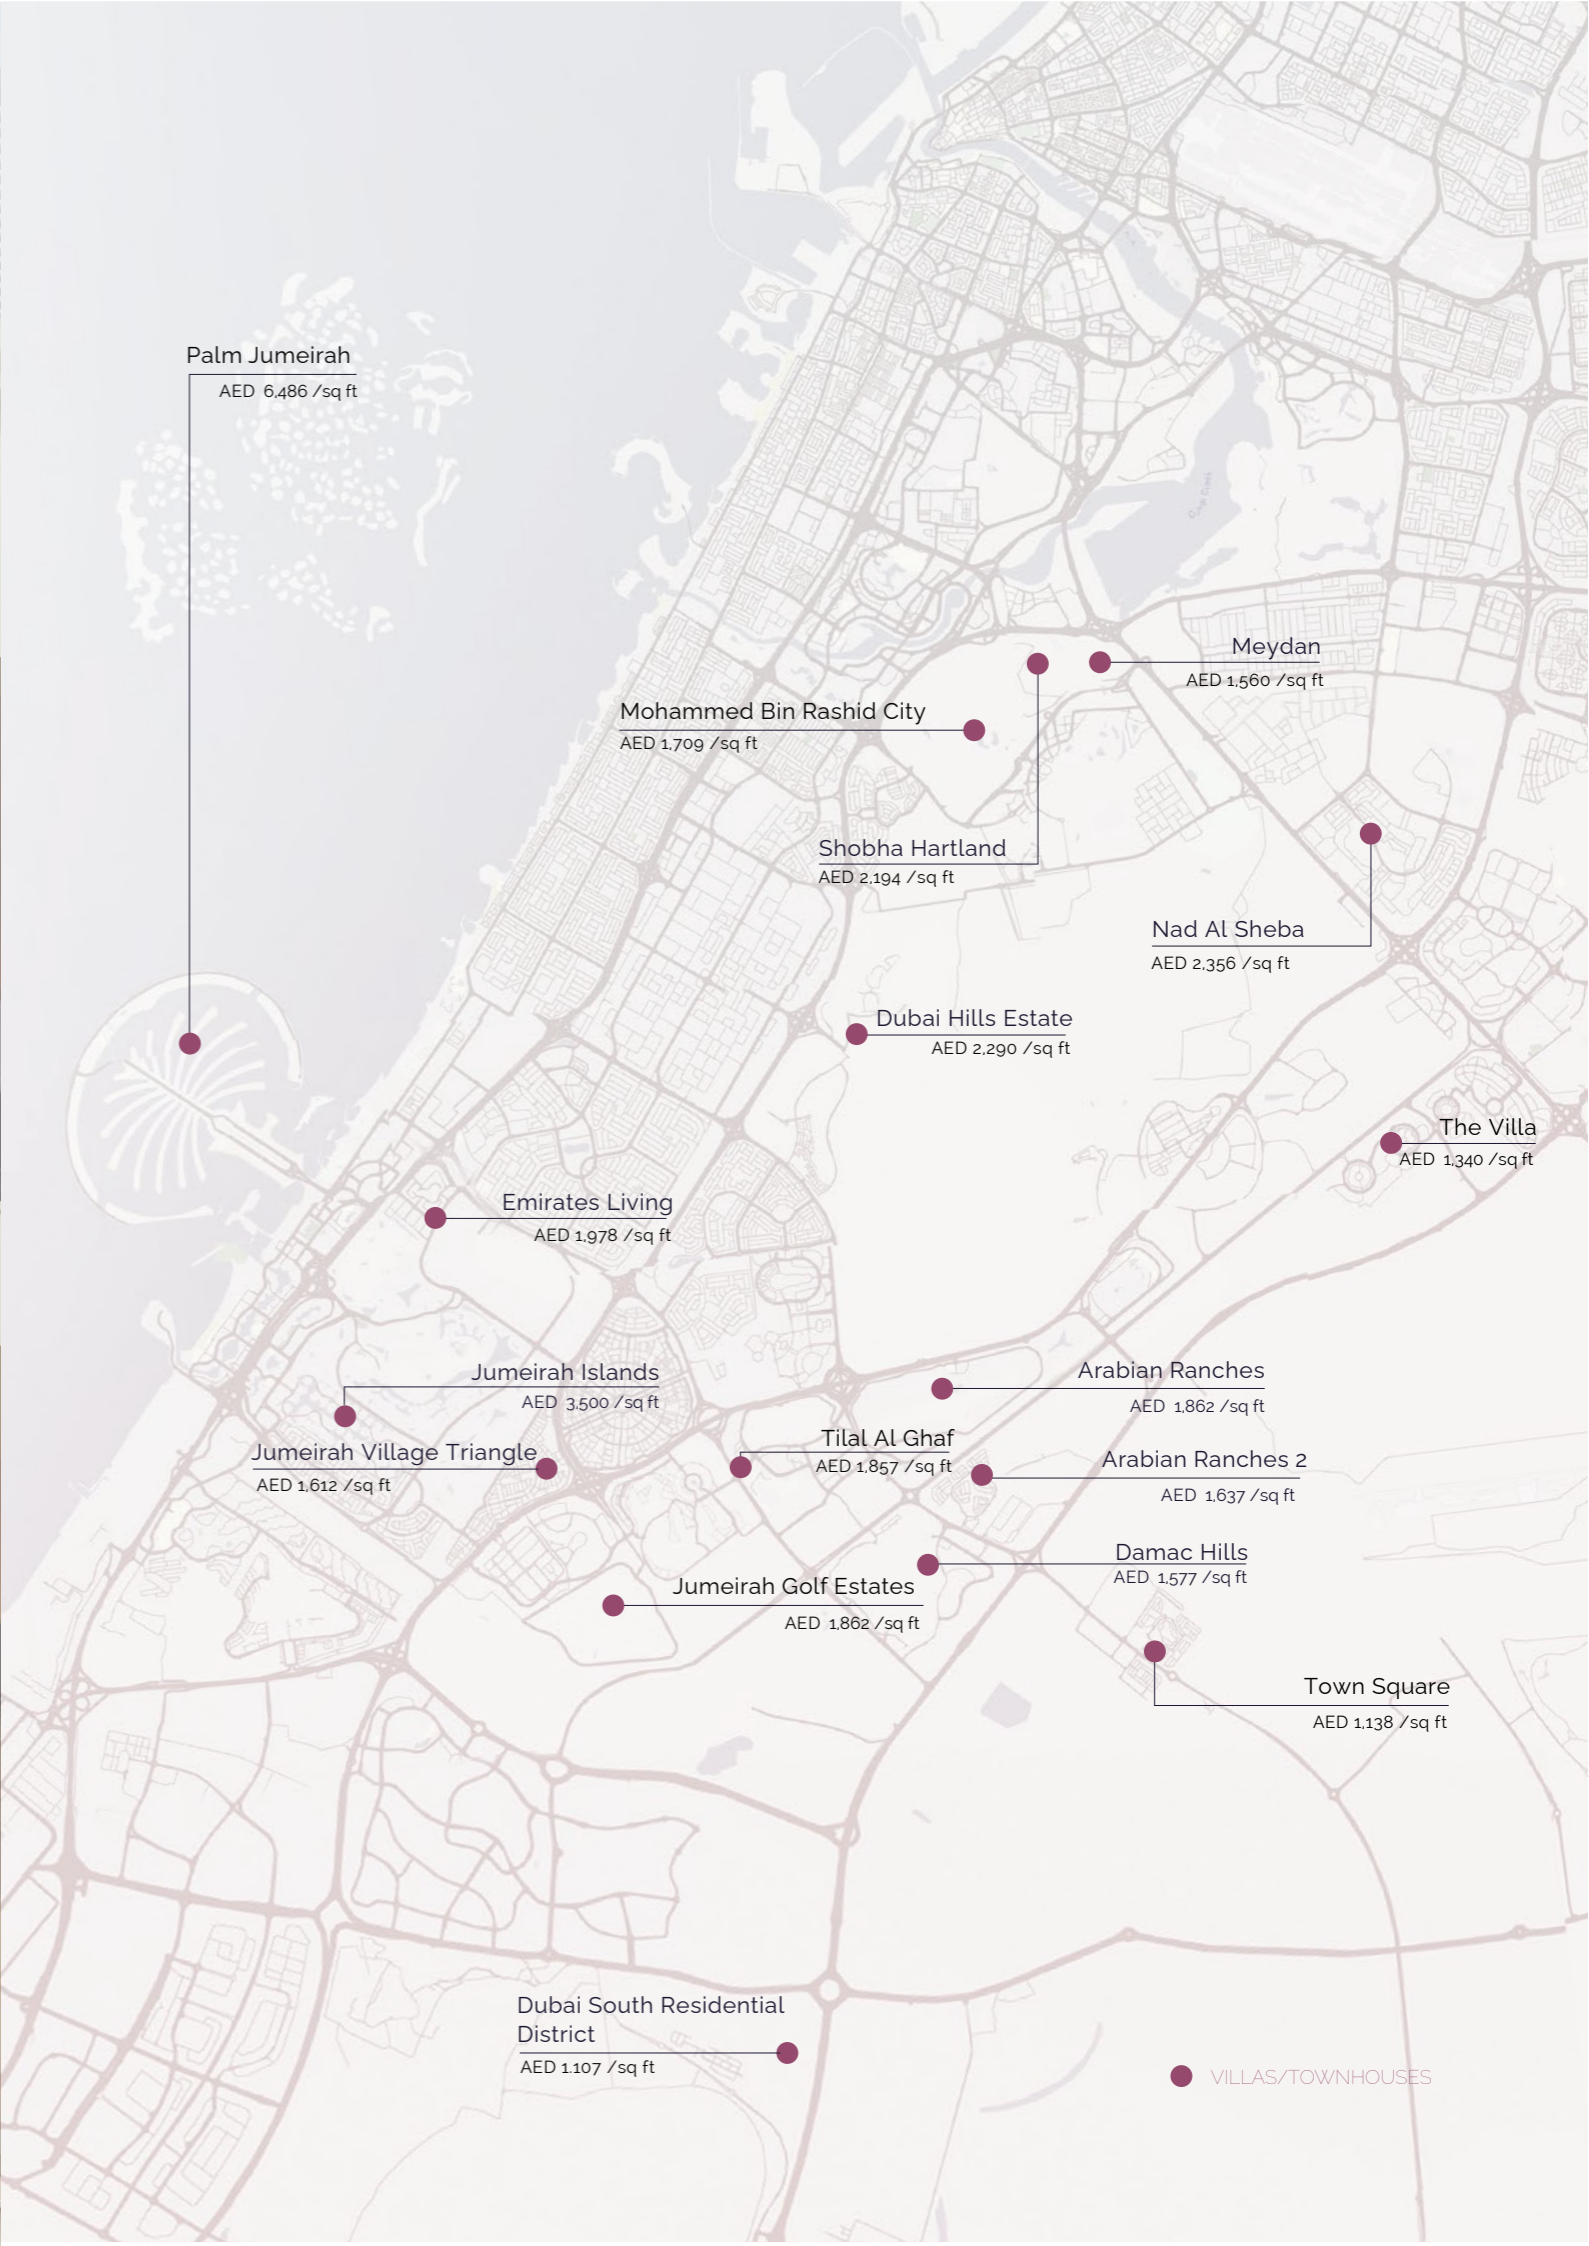 Palm Jumeirah
AED 6,486 /sq ft
Meydan
AED 1,560 /sq ft
Mohammed Bin Rashid City
AED 1,709 /sq ft
Shobha Hartland
AED 2,194 /sq ft
Nad Al Sheba
AED 2,356 /sq ft
Dubai Hills Estate
AED 2,290 /sq ft
The Villa
AED 1,340 /sq ft
Emirates Living
AED 1,978 /sq ft
Jumeirah Islands
AED 3,500 /sq ft
Arabian Ranches
AED 1,862 /sq ft
Jumeirah Village Triangle
AED 1,612 /sq ft
Tilal Al Ghaf
AED 1,857 /sq ft
Arabian Ranches 2
AED 1,637 /sq ft
Damac Hills
AED 1,577 /sq ft
Jumeirah Golf Estates
AED 1,862 /sq ft
Town Square
AED 1,138 /sq ft
Dubai South Residential
District
AED 1.107 /sq ft
VILLAS/TOWNHOUSES